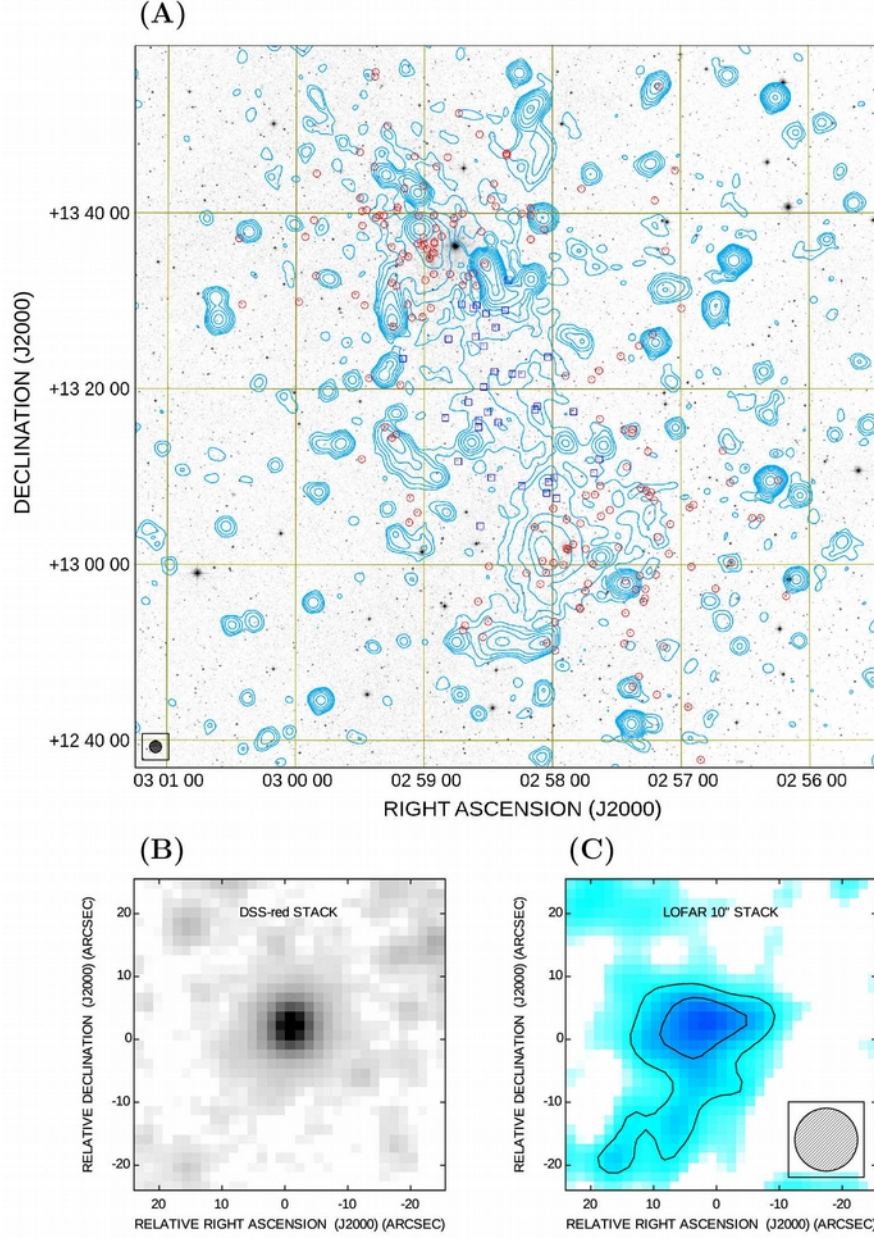 (A)
DECLINATION (J2000)
+13 40 00
+13 20 00
+13 00 00
+12 40 00
03 01 00
03 00 00
02 59 00
02 58 00
02 57 00
02 56 00
RIGHT ASCENSION (J2000)
(B)
RELATIVE DECLINATION (J2000) (ARCSEC)
DSS-red STACK
20
10
0
-10
-20
20
10
0
-10
-20
RELATIVE RIGHT ASCENSION (J2000) (ARCSEC)
(C)
RELATIVE DECLINATION (J2000) (ARCSEC)
LOFAR 10" STACK
20
10
0
-10
-20
20
10
0
-10
-20
RELATIVE RIGHT ASCENSION (J2000) (ARCSEC)